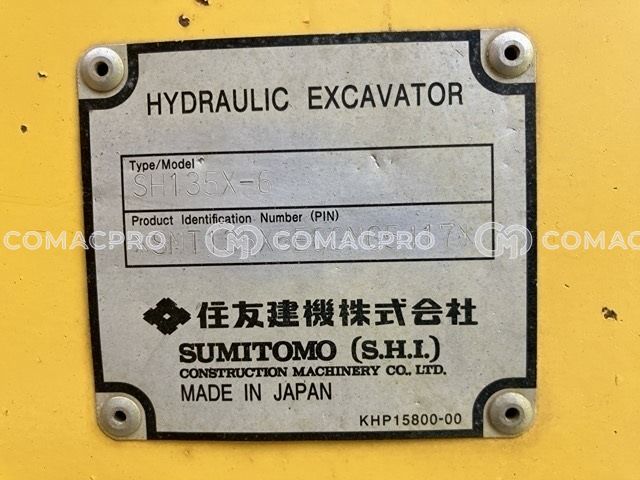 HYDRAULIC EXCAVATOR
Type/Model
SH135X-6
Product Identification Number (PIN)
COMACPRO COMACPRO COMACPRO
住友建機株式会社
SUMITOMO (S.H.I.)
CONSTRUCTION MACHINERY CO., LTD.
MADE IN JAPAN
KHP15800-00